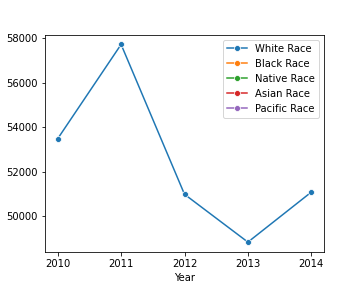 58000
56000
54000
52000
50000
White Race
Black Race
Native Race
Asian Race
Pacific Race
2010 2011 2012 2013 2014
Year